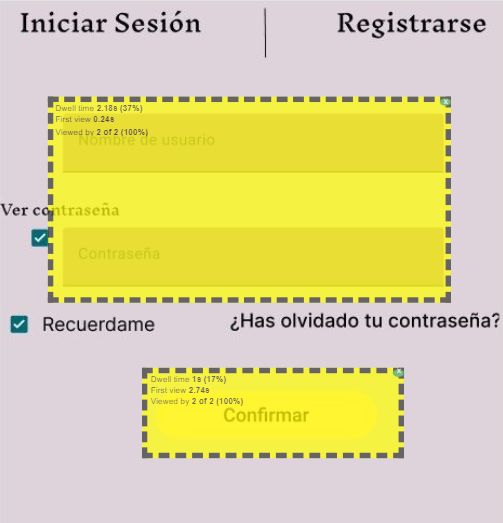 Iniciar Sesión
Registrarse
Dwell time 2.18s (37%)
First view 0.24s
Viewed by 2 of 2 (100%)
Nombre de usuario
Ver contraseña
Contraseña
Recuerdame
¿Has olvidado tu contraseña?
Dwell time 1s (17%)
First view 2.74s
Viewed by 2 of 2 (100%)
Confirmar